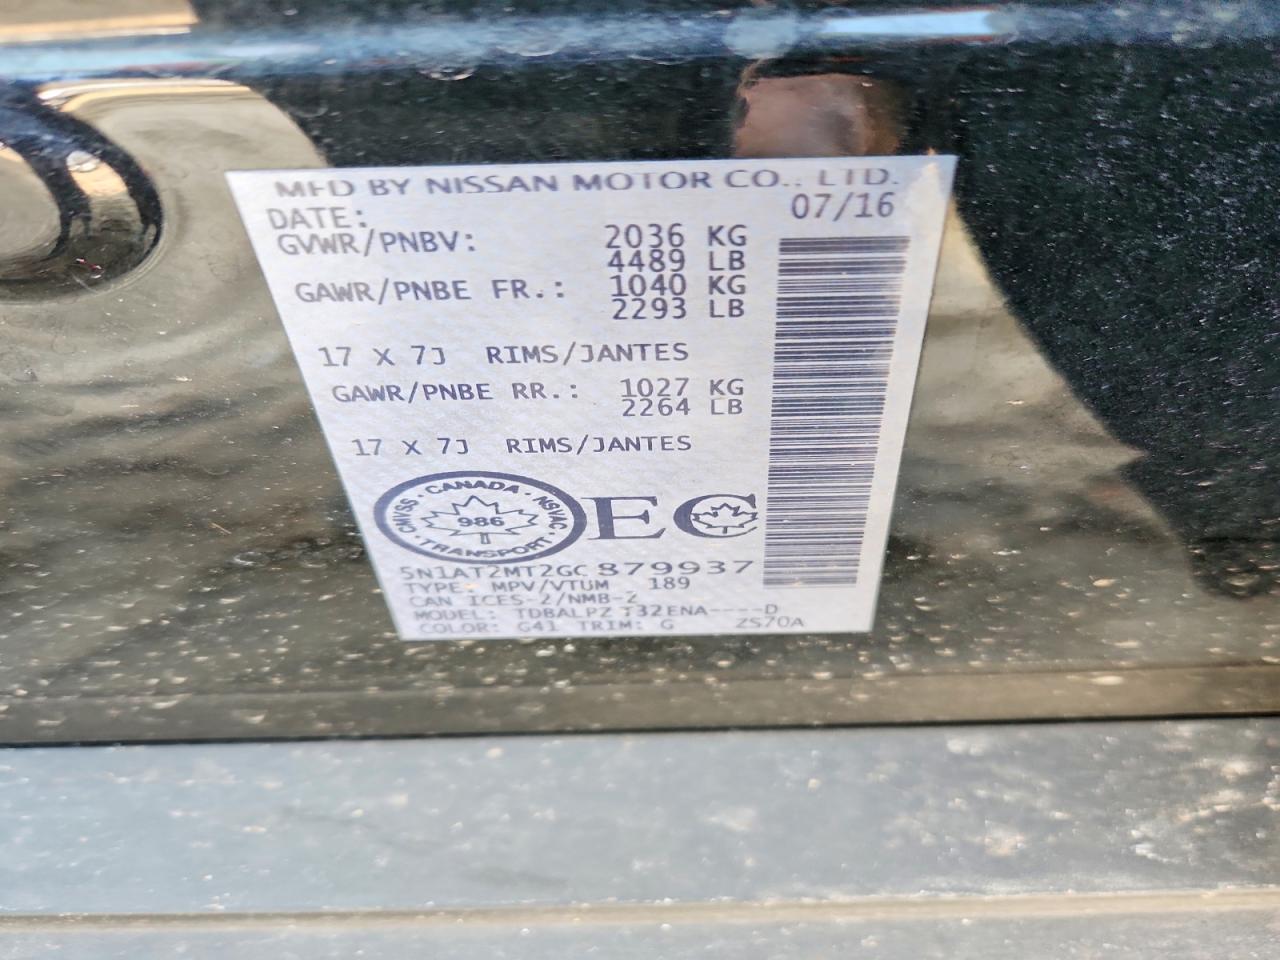 MFD BY NISSAN MOTOR CO., LTD.
DATE: 07/16
GVWR/PNBV: 2036 KG
4489 LB
GAWR/PNBE FR.: 1040 KG
2293 LB
17 X 7J RIMS/JANTES
GAWR/PNBE RR.: 1027 KG
2264 LB
17 X 7J RIMS/JANTES
CANADA
CMVSS · NSVAC
986
TRANSPORT
EC
5N1AT2MT2GC879937
TYPE: MPV/VTUM 189
CAN ICES-2/NMB-2
MODEL: TDBALPZ T32ENA----D
COLOR: G41 TRIM: G ZS70A